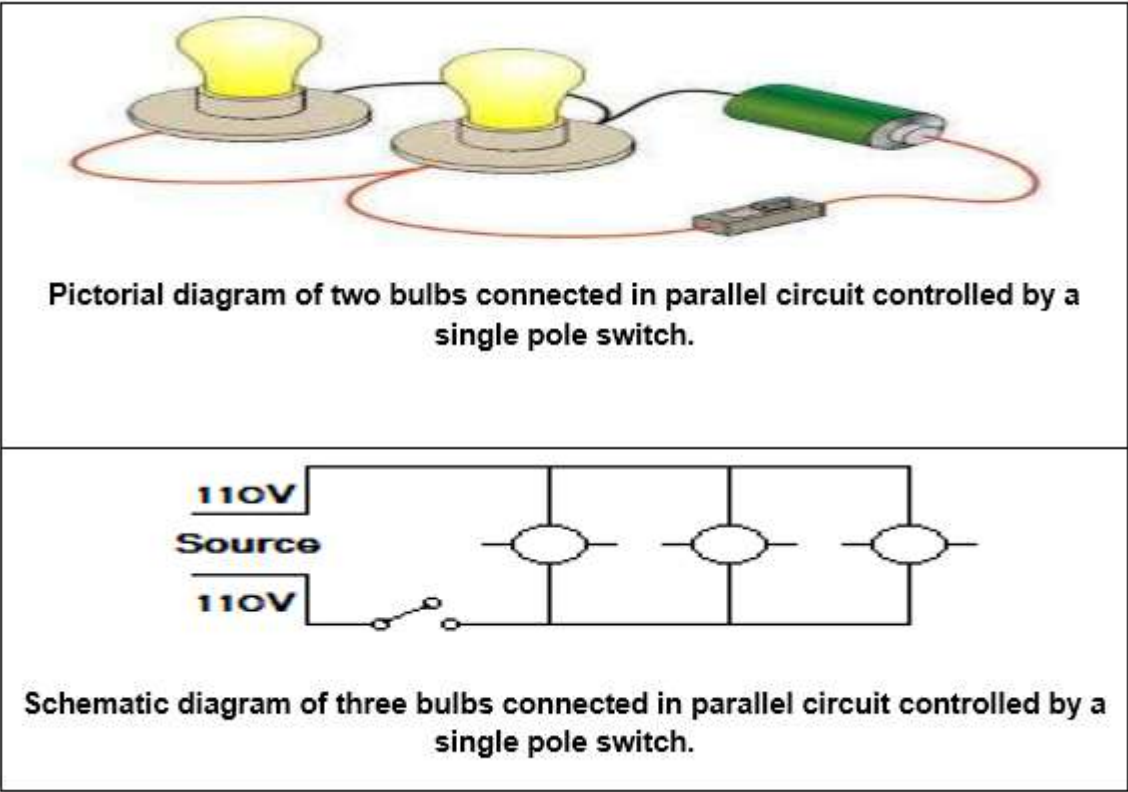 Pictorial diagram of two bulbs connected in parallel circuit controlled by a
single pole switch.
110V
Source
110V
Schematic diagram of three bulbs connected in parallel circuit controlled by a
single pole switch.